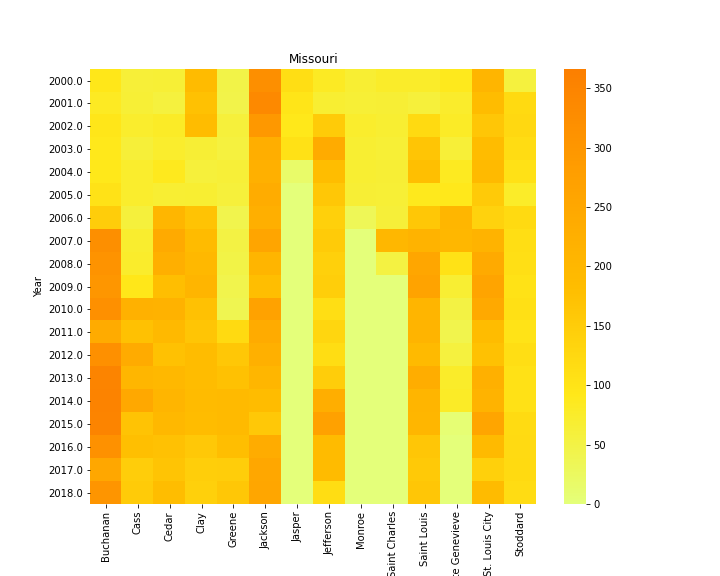 Missouri
Year
2000.0
2001.0
2002.0
2003.0
2004.0
2005.0
2006.0
2007.0
2008.0
2009.0
2010.0
2011.0
2012.0
2013.0
2014.0
2015.0
2016.0
2017.0
2018.0
Buchanan
Cass
Cedar
Clay
Greene
Jackson
Jasper
Jefferson
Monroe
Saint Charles
Saint Louis
te Genevieve
St. Louis City
Stoddard
350
300
250
200
150
100
50
0